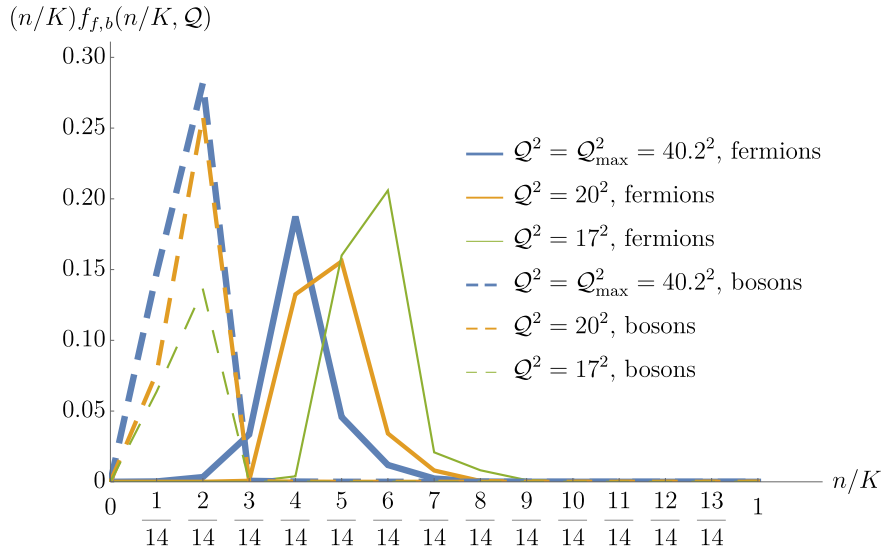 (n/K)f_{f,b}(n/K, 𝒬)
0.30
0.25
0.20
0.15
0.10
0.05
0
𝒬² = 𝒬²_max = 40.2², fermions
𝒬² = 20², fermions
𝒬² = 17², fermions
𝒬² = 𝒬²_max = 40.2², bosons
𝒬² = 20², bosons
𝒬² = 17², bosons
n/K
0 1/14 2/14 3/14 4/14 5/14 6/14 7/14 8/14 9/14 10/14 11/14 12/14 13/14 1